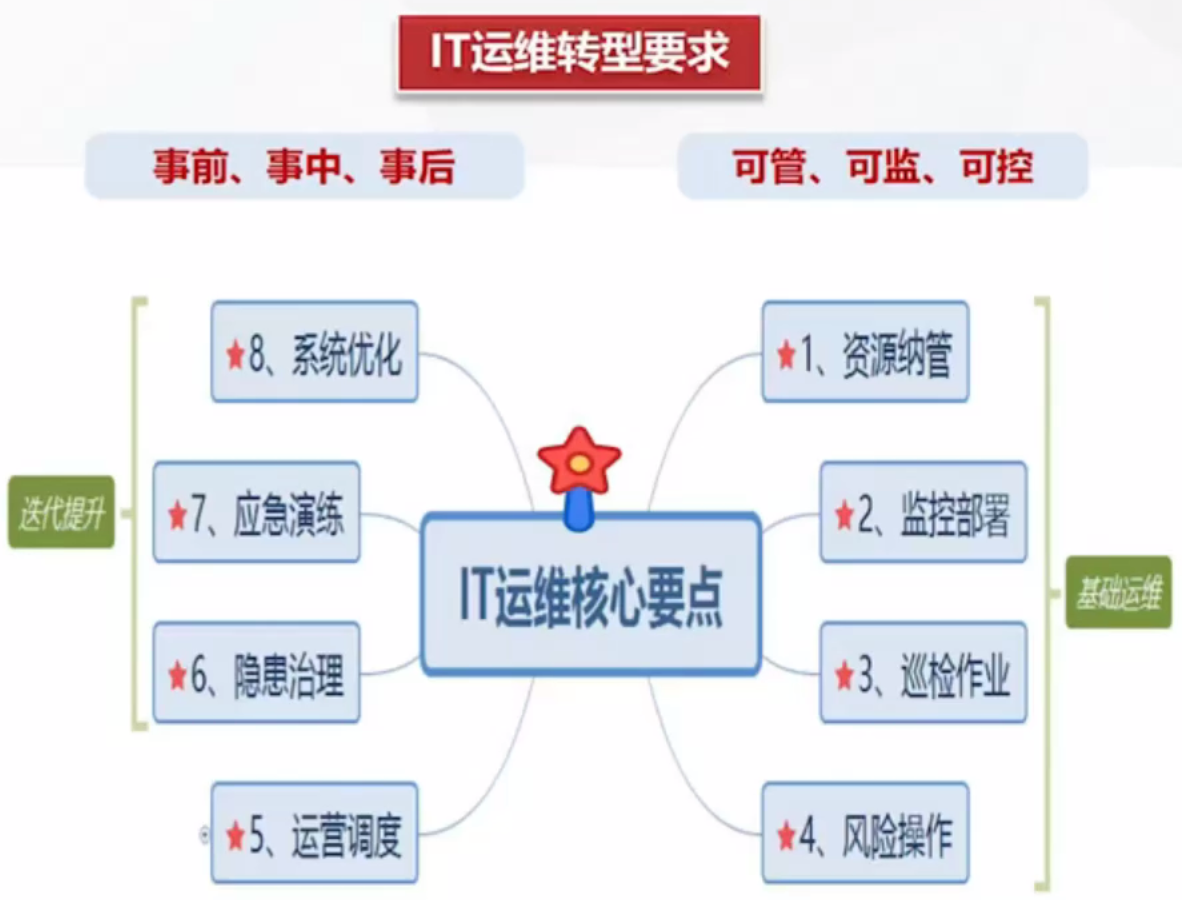 IT运维转型要求
事前、事中、事后
可管、可监、可控
8、系统优化
1、资源纳管
7、应急演练
2、监控部署
迭代提升
IT运维核心要点
基础运维
6、隐患治理
3、巡检作业
5、运营调度
4、风险操作